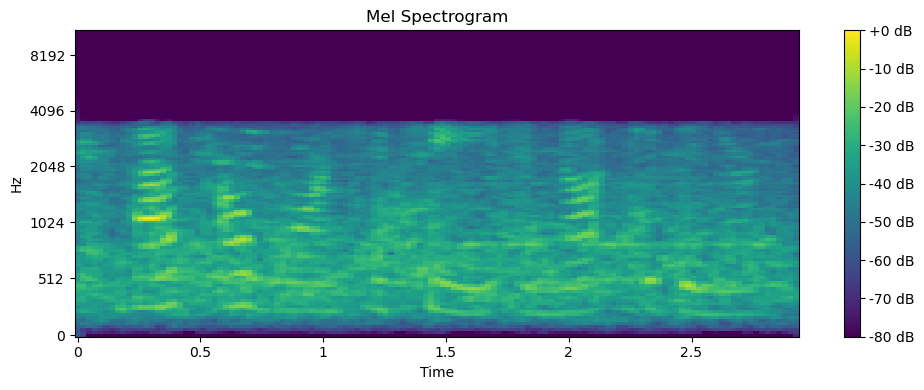 Mel Spectrogram
Hz
8192
4096
2048
1024
512
0
0
0.5
1
1.5
2
2.5
Time
+0 dB
-10 dB
-20 dB
-30 dB
-40 dB
-50 dB
-60 dB
-70 dB
-80 dB